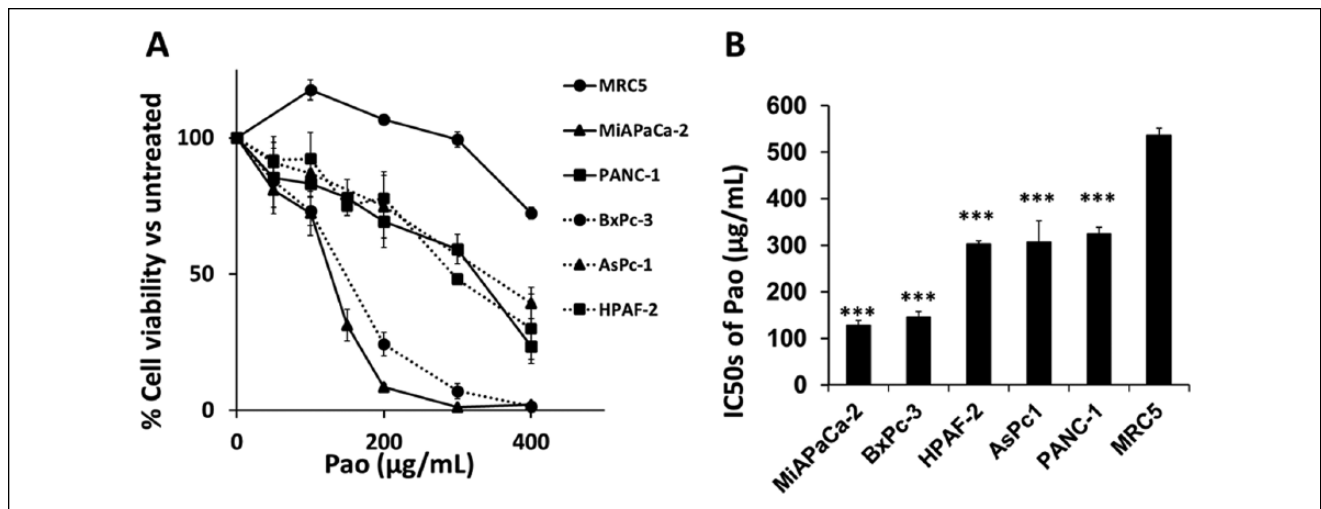 A
% Cell viability vs untreated
100
50
0
0
200
400
Pao (µg/mL)
MRC5
MiAPaCa-2
PANC-1
BxPc-3
AsPc-1
HPAF-2
B
IC50s of Pao (µg/mL)
600
500
400
300
200
100
0
***
***
***
***
***
MiAPaCa-2
BxPc-3
HPAF-2
AsPc1
PANC-1
MRC5